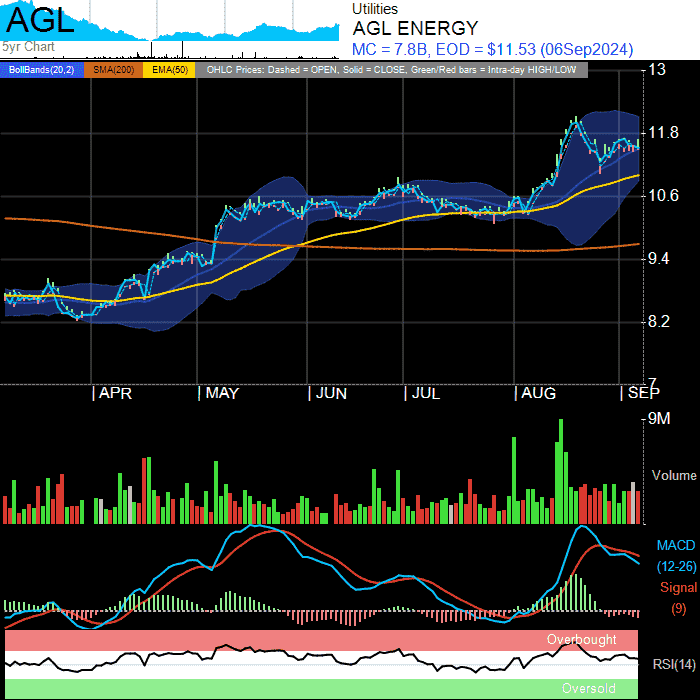 AGL
5yr Chart
Utilities
AGL ENERGY
MC = 7.8B, EOD = $11.53 (06Sep2024)
BollBands(20,2) SMA(200) EMA(50) OHLC Prices: Dashed = OPEN, Solid = CLOSE, Green/Red bars = Intra-day HIGH/LOW
13
11.8
10.6
9.4
8.2
7
APR MAY JUN JUL AUG SEP
9M
Volume
MACD
(12-26)
Signal
(9)
Overbought
RSI(14)
Oversold